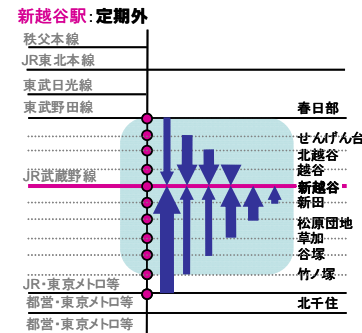 新越谷駅:定期外
秩父本線
JR東北本線
東武日光線
東武野田線
春日部
せんげん台
北越谷
越谷
JR武蔵野線
新越谷
新田
松原団地
草加
谷塚
竹ノ塚
JR・東京メトロ等
都営・東京メトロ等
北千住
都営・東京メトロ等